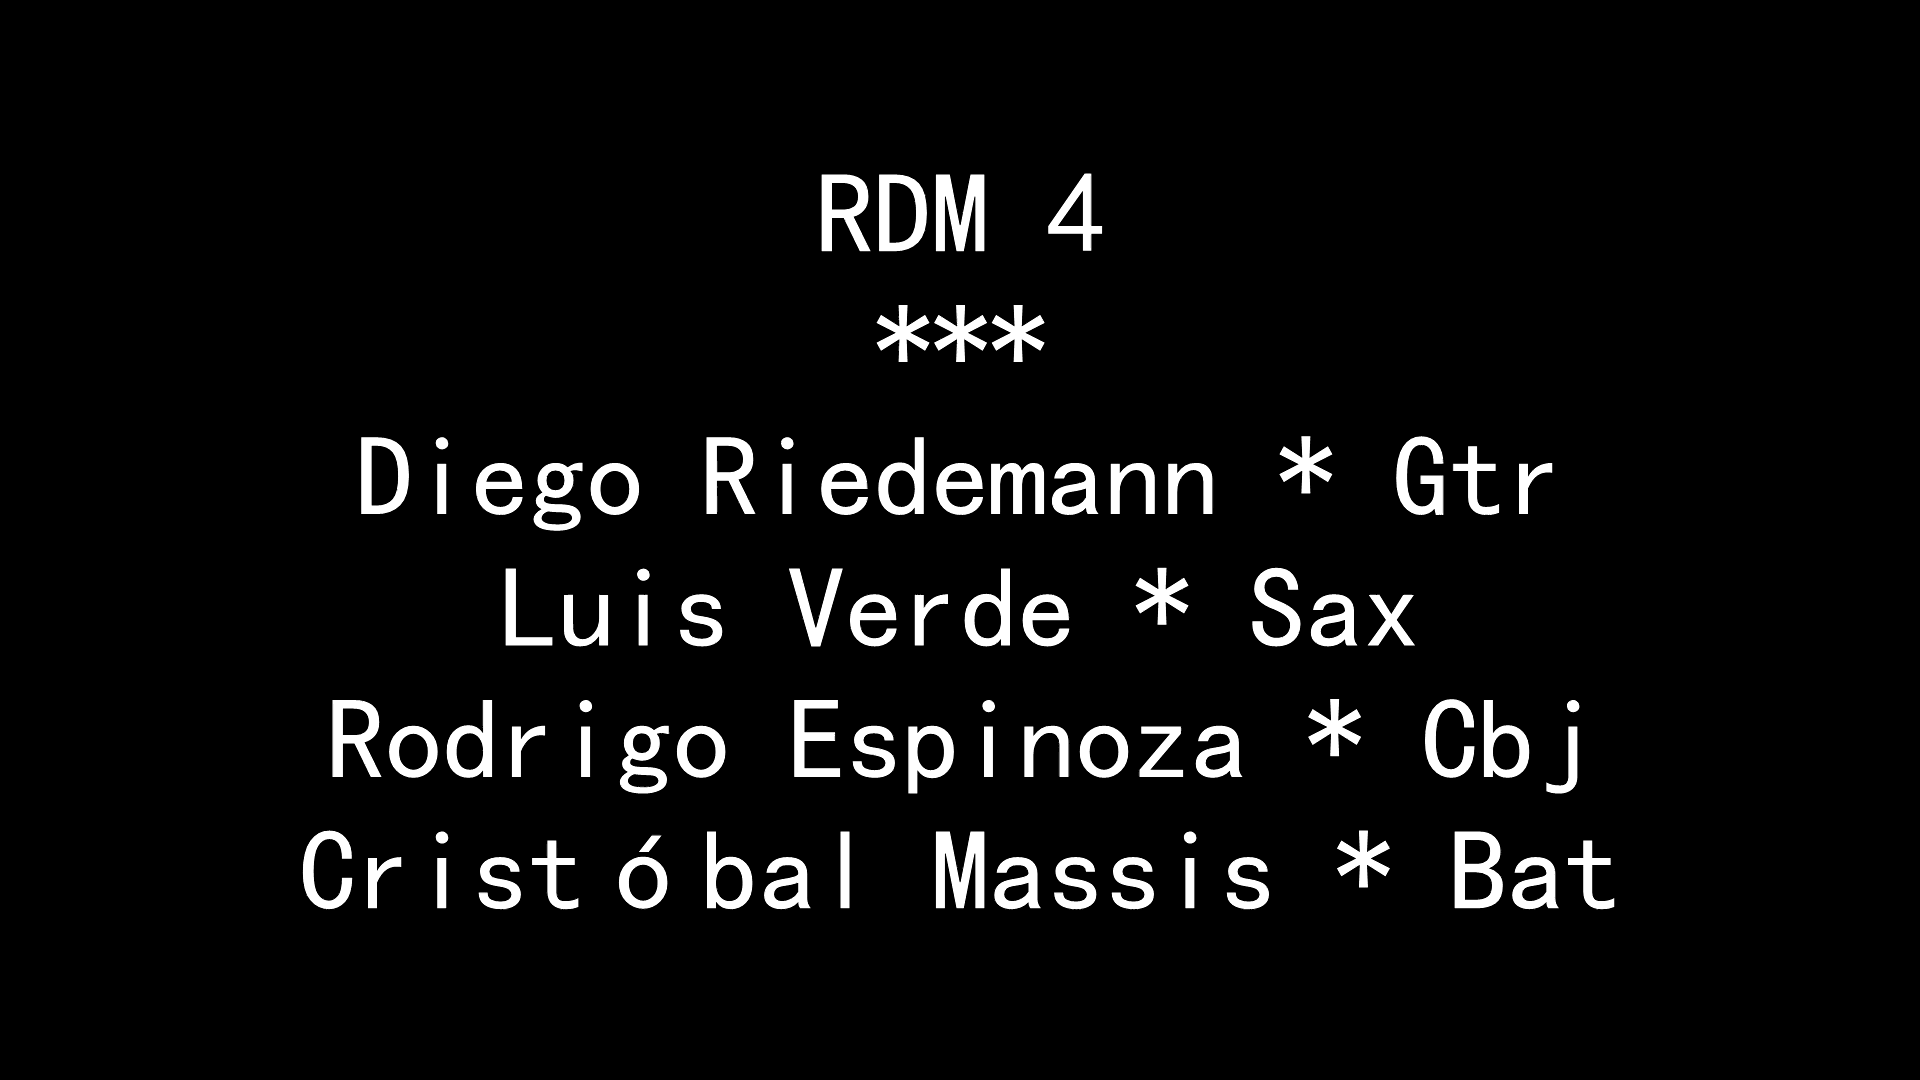 RDM 4
***
Diego Riedemann * Gtr
Luis Verde * Sax
Rodrigo Espinoza * Cbj
Cristóbal Massis * Bat